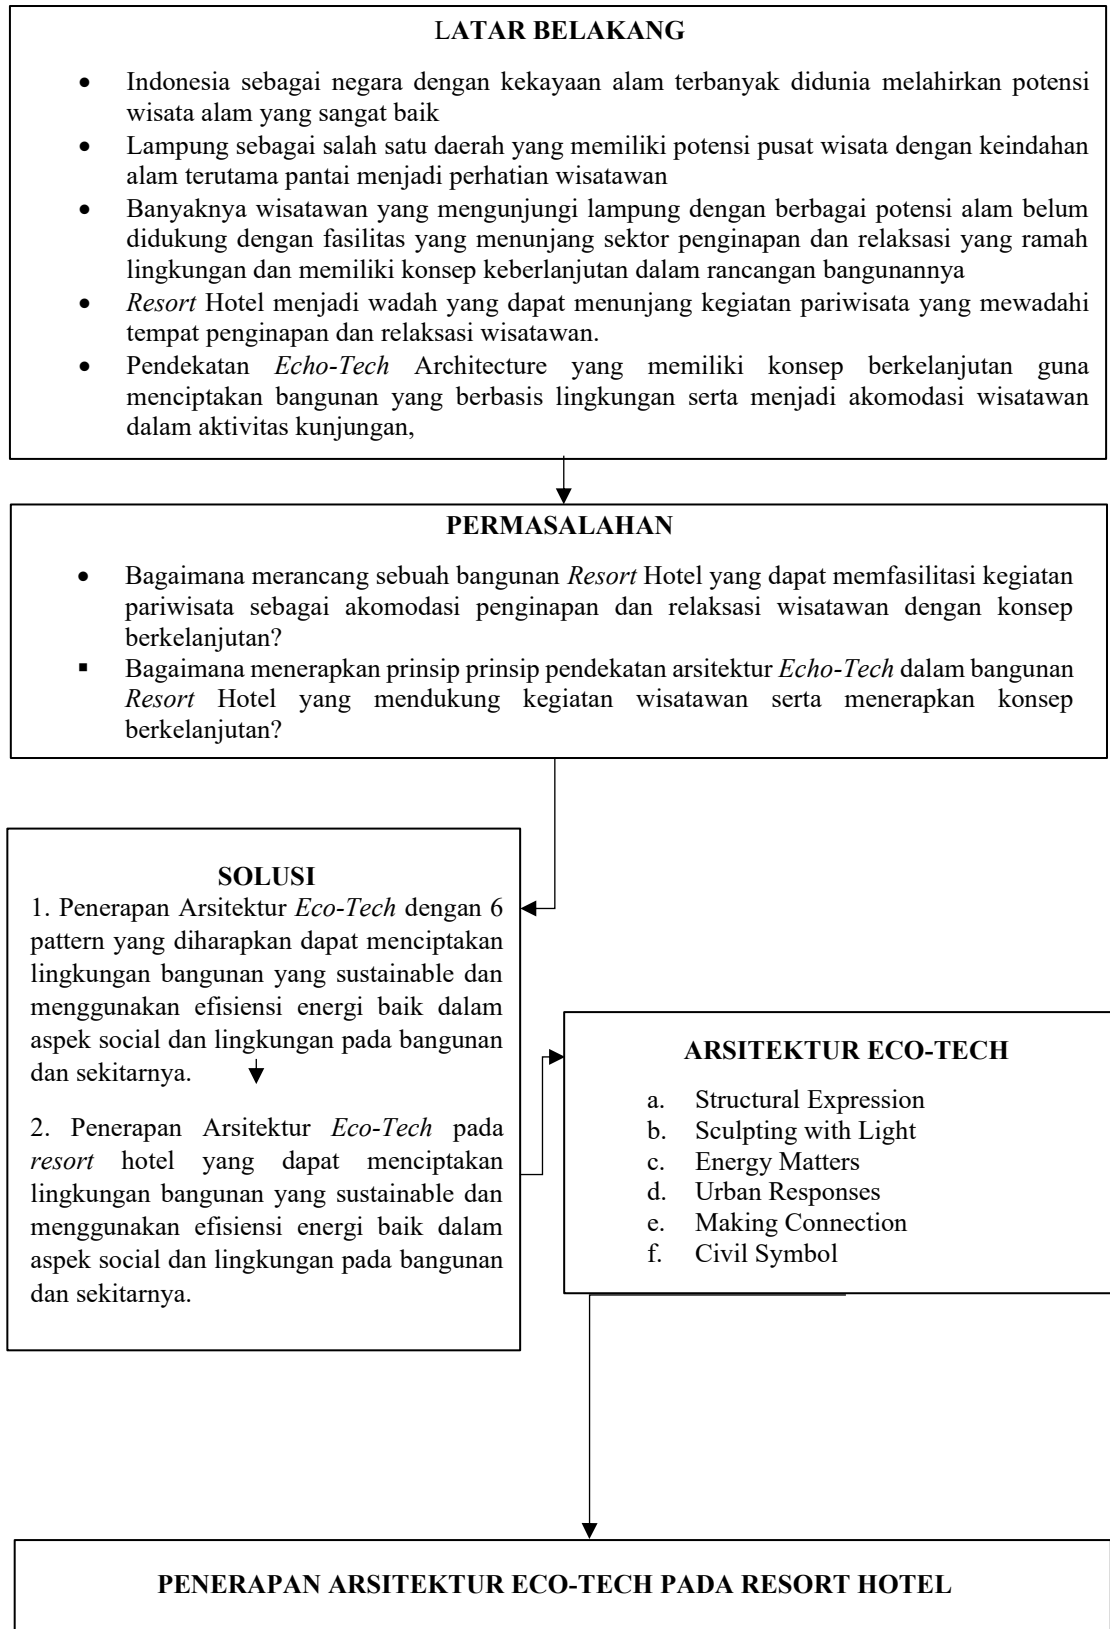 LATAR BELAKANG
• Indonesia sebagai negara dengan kekayaan alam terbanyak didunia melahirkan potensi
wisata alam yang sangat baik
• Lampung sebagai salah satu daerah yang memiliki potensi pusat wisata dengan keindahan
alam terutama pantai menjadi perhatian wisatawan
• Banyaknya wisatawan yang mengunjungi lampung dengan berbagai potensi alam belum
didukung dengan fasilitas yang menunjang sektor penginapan dan relaksasi yang ramah
lingkungan dan memiliki konsep keberlanjutan dalam rancangan bangunannya
• Resort Hotel menjadi wadah yang dapat menunjang kegiatan pariwisata yang mewadahi
tempat penginapan dan relaksasi wisatawan.
• Pendekatan Echo-Tech Architecture yang memiliki konsep berkelanjutan guna
menciptakan bangunan yang berbasis lingkungan serta menjadi akomodasi wisatawan
dalam aktivitas kunjungan,
PERMASALAHAN
• Bagaimana merancang sebuah bangunan Resort Hotel yang dapat memfasilitasi kegiatan
pariwisata sebagai akomodasi penginapan dan relaksasi wisatawan dengan konsep
berkelanjutan?
▪ Bagaimana menerapkan prinsip prinsip pendekatan arsitektur Echo-Tech dalam bangunan
Resort Hotel yang mendukung kegiatan wisatawan serta menerapkan konsep
berkelanjutan?
SOLUSI
1. Penerapan Arsitektur Eco-Tech dengan 6
pattern yang diharapkan dapat menciptakan
lingkungan bangunan yang sustainable dan
menggunakan efisiensi energi baik dalam
aspek social dan lingkungan pada bangunan
dan sekitarnya.
2. Penerapan Arsitektur Eco-Tech pada
resort hotel yang dapat menciptakan
lingkungan bangunan yang sustainable dan
menggunakan efisiensi energi baik dalam
aspek social dan lingkungan pada bangunan
dan sekitarnya.
ARSITEKTUR ECO-TECH
a. Structural Expression
b. Sculpting with Light
c. Energy Matters
d. Urban Responses
e. Making Connection
f. Civil Symbol
PENERAPAN ARSITEKTUR ECO-TECH PADA RESORT HOTEL